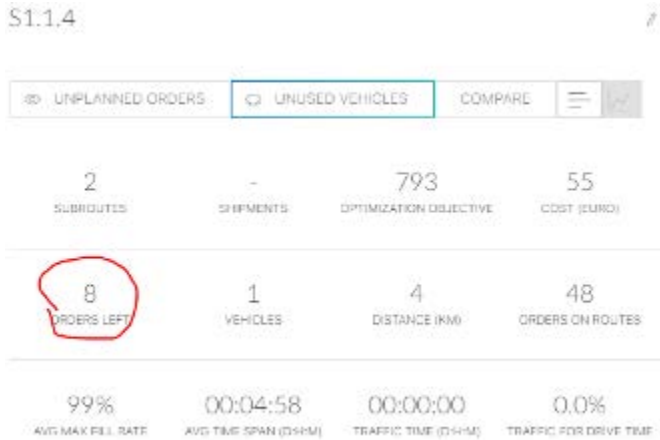 S1.1.4
UNPLANNED ORDERS UNUSED VEHICLES COMPARE
2 - 793 55
SUBROUTES SHIPMENTS OPTIMIZATION OBJECTIVE COST (EURO)
8 1 4 48
ORDERS LEFT VEHICLES DISTANCE (KM) ORDERS ON ROUTES
99% 00:04:58 00:00:00 0.0%
AVG MAX FILL RATE AVG TIME SPAN (D:H:M) TRAFFIC TIME (D:H:M) TRAFFIC FOR DRIVE TIME